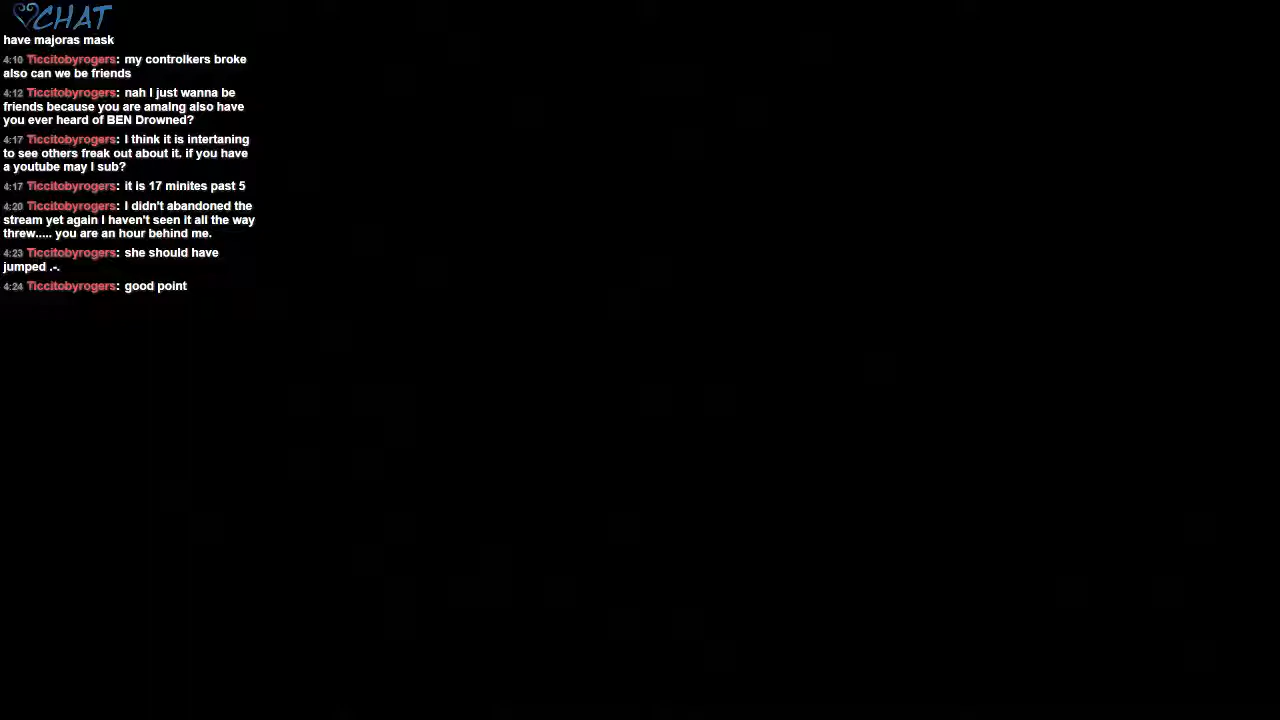 CHAT
have majoras mask
4:10 Ticcitobyrogers: my controlkers broke
also can we be friends
4:12 Ticcitobyrogers: nah I just wanna be
friends because you are amaing also have
you ever heard of BEN Drowned?
4:17 Ticcitobyrogers: I think it is intertaning
to see others freak out about it. if you have
a youtube may I sub?
4:17 Ticcitobyrogers: it is 17 minites past 5
4:20 Ticcitobyrogers: I didn't abandoned the
stream yet again I haven't seen it all the way
threw..... you are an hour behind me.
4:23 Ticcitobyrogers: she should have
jumped .-.
4:24 Ticcitobyrogers: good point